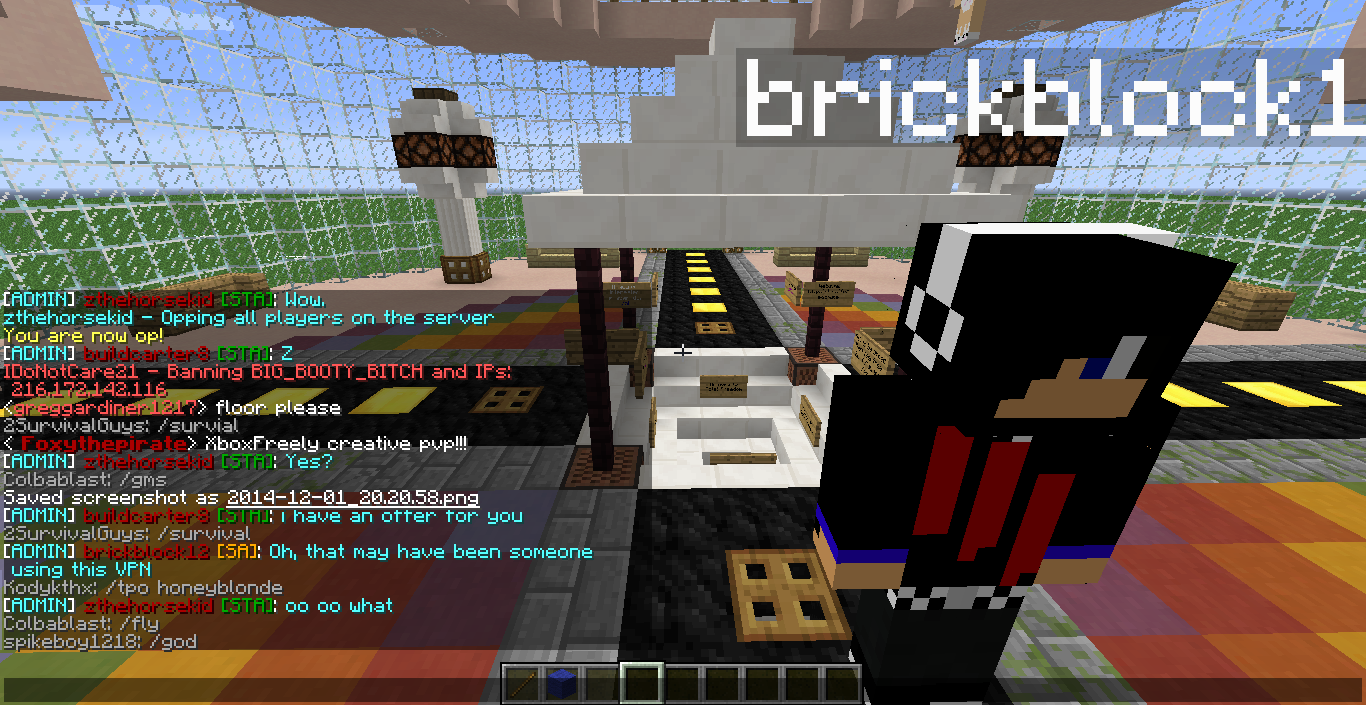 brickblock1
[ADMIN] zthehorsekid [STA]: Wow.
zthehorsekid - Opping all players on the server
You are now op!
[ADMIN] buildcarter8 [STA]: Z
IDoNotCare21 - Banning BIG_BOOTY_BITCH and IPs:
216.172.142.116
<greggardiner1217> floor please
2SurvivalGuys: /survial
< Foxythepirate> XboxFreely creative pvp!!!
[ADMIN] zthehorsekid [STA]: Yes?
Colbablast: /gms
Saved screenshot as 2014-12-01_20.20.58.png
[ADMIN] buildcarter8 [STA]: i have an otter for you
2SurvivalGuys: /survival
[ADMIN] brickblock12 [SA]: Oh, that may have been someone
using this VPN
Kodykthx: /tpo honeyblonde
[ADMIN] zthehorsekid [STA]: oo oo what
Colbablast: /fly
spikeboy1218: /god